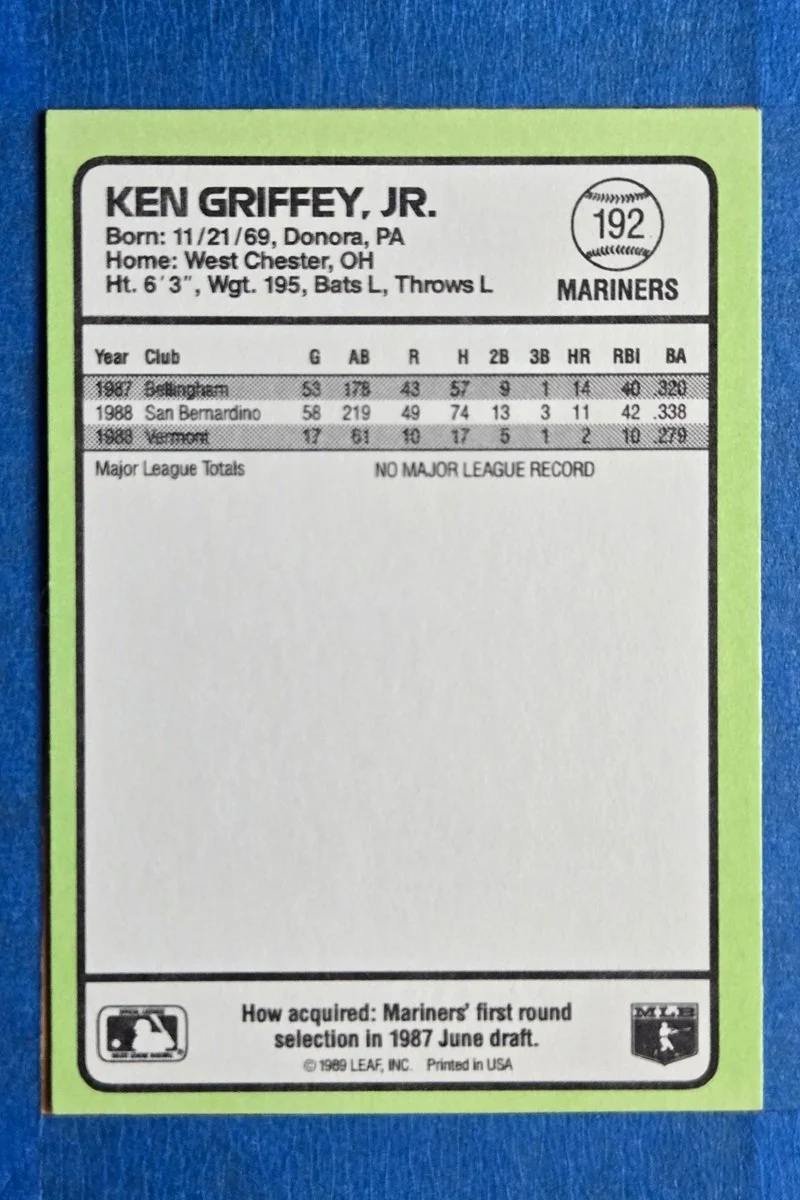 KEN GRIFFEY, JR.
Born: 11/21/69, Donora, PA
Home: West Chester, OH
Ht. 6'3", Wgt. 195, Bats L, Throws L
192
MARINERS
Year Club G AB R H 2B 3B HR RBI BA
1987 Bellingham 53 178 43 57 9 1 14 40 .320
1988 San Bernardino 58 219 49 74 13 3 11 42 .338
1988 Vermont 17 61 10 17 5 1 2 10 .279
Major League Totals NO MAJOR LEAGUE RECORD
How acquired: Mariners' first round
selection in 1987 June draft.
© 1989 LEAF, INC. Printed in USA
MLB